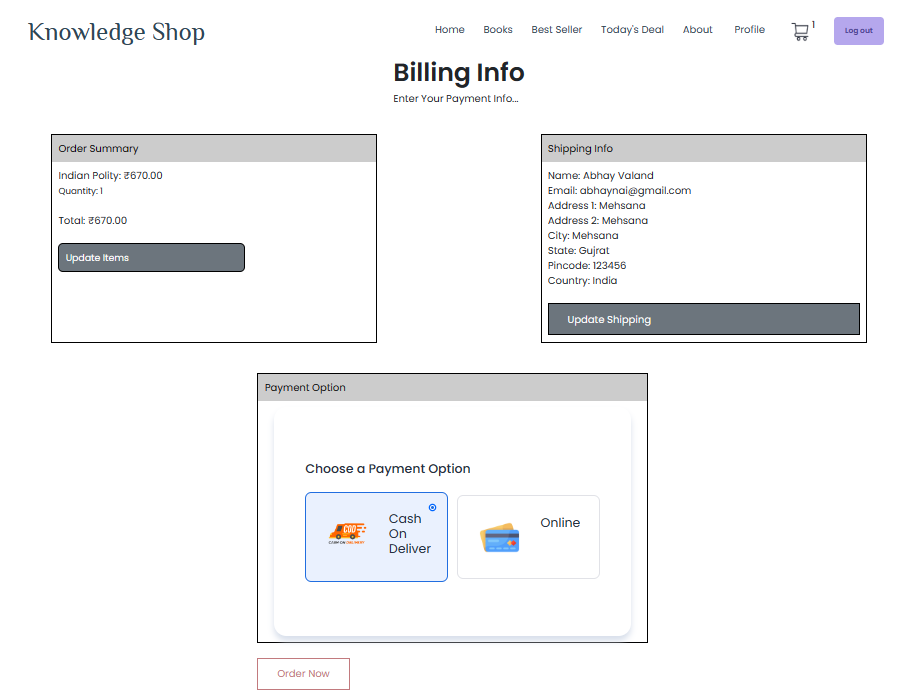 Knowledge Shop
Home Books Best Seller Today's Deal About Profile 1 Log out
Billing Info
Enter Your Payment Info...
Order Summary
Indian Polity: ₹670.00
Quantity: 1
Total: ₹670.00
Update Items
Shipping Info
Name: Abhay Valand
Email: abhaynai@gmail.com
Address 1: Mehsana
Address 2: Mehsana
City: Mehsana
State: Gujrat
Pincode: 123456
Country: India
Update Shipping
Payment Option
Choose a Payment Option
COD
CASH ON DELIVERY
Cash
On
Deliver
Online
Order Now